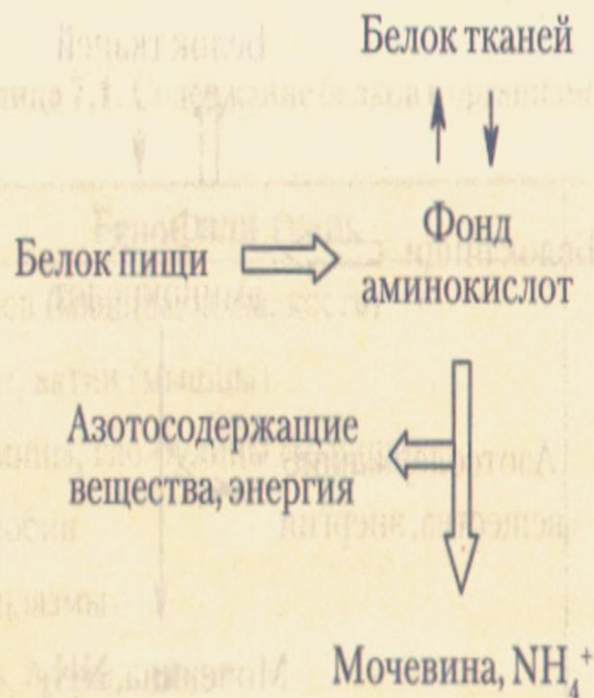 Белок тканей
Фонд
Белок пищи
аминокислот
Азотосодержащие
вещества, энергия
Мочевина, NH₄⁺